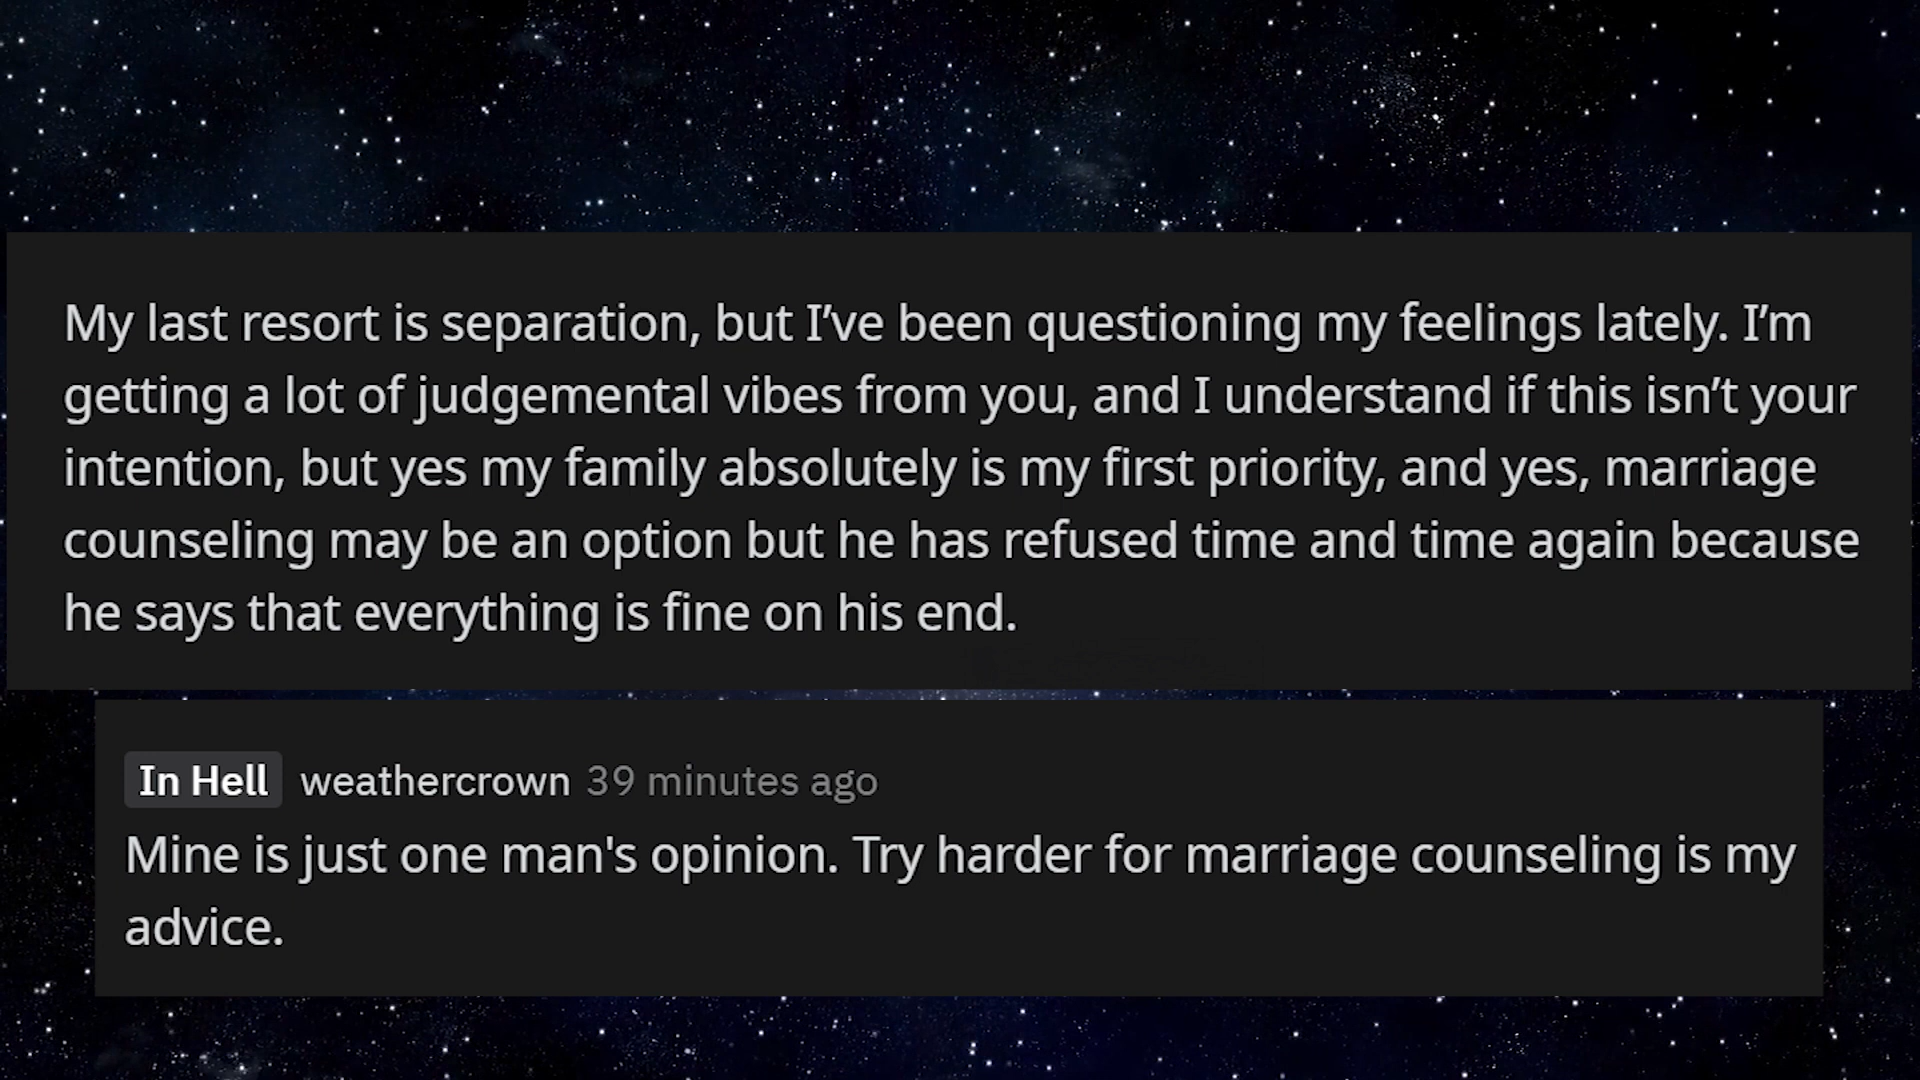 My last resort is separation, but I’ve been questioning my feelings lately. I’m
getting a lot of judgemental vibes from you, and I understand if this isn’t your
intention, but yes my family absolutely is my first priority, and yes, marriage
counseling may be an option but he has refused time and time again because
he says that everything is fine on his end.
In Hell weathercrown 39 minutes ago
Mine is just one man's opinion. Try harder for marriage counseling is my
advice.